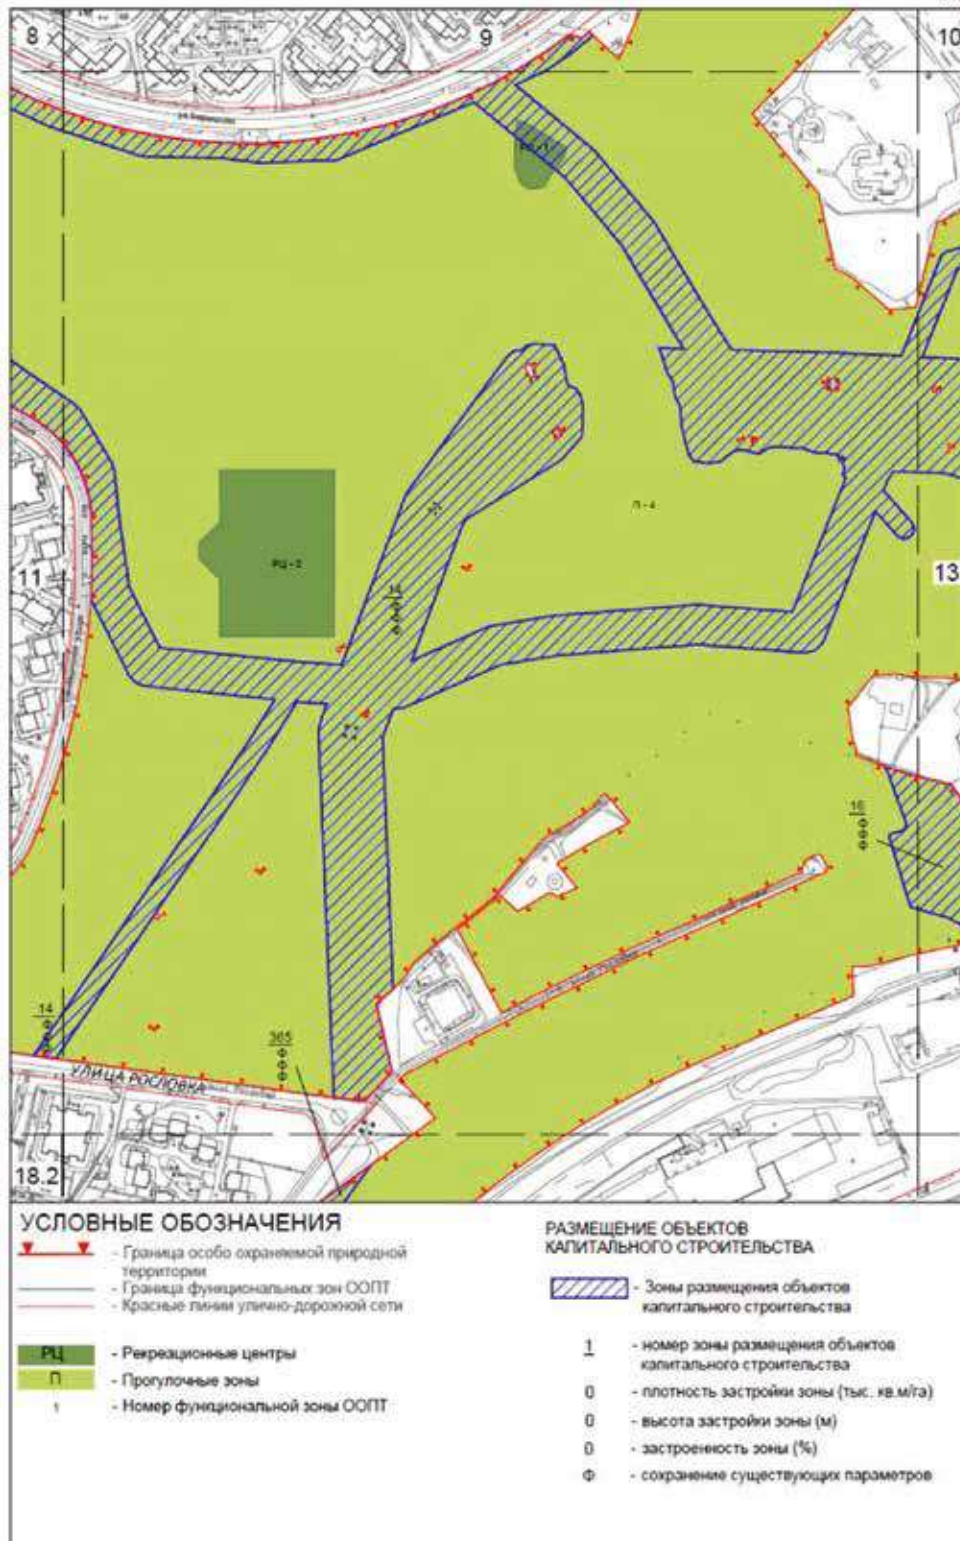 8
9
10
П-4
РЦ-2
11
13
16
ФФФ
14
365
ФФФ
УЛИЦА РОСЛОВКА
18.2
УСЛОВНЫЕ ОБОЗНАЧЕНИЯ
- Граница особо охраняемой природной
территории
- Граница функциональных зон ООПТ
- Красные линии улично-дорожной сети
РЦ - Рекреационные центры
П - Прогулочные зоны
1 - Номер функциональной зоны ООПТ
РАЗМЕЩЕНИЕ ОБЪЕКТОВ
КАПИТАЛЬНОГО СТРОИТЕЛЬСТВА
- Зоны размещения объектов
капитального строительства
1 - номер зоны размещения объектов
капитального строительства
0 - плотность застройки зоны (тыс. кв.м/га)
0 - высота застройки зоны (м)
0 - застроенность зоны (%)
Ф - сохранение существующих параметров